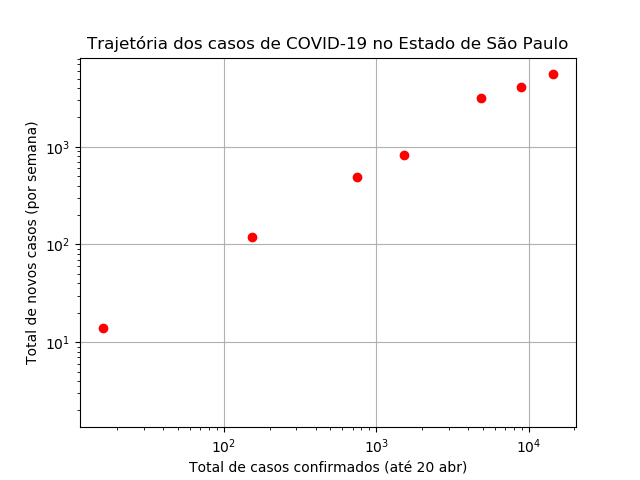 Trajetória dos casos de COVID-19 no Estado de São Paulo
Total de novos casos (por semana)
10³
10²
10¹
10² 10³ 10⁴
Total de casos confirmados (até 20 abr)